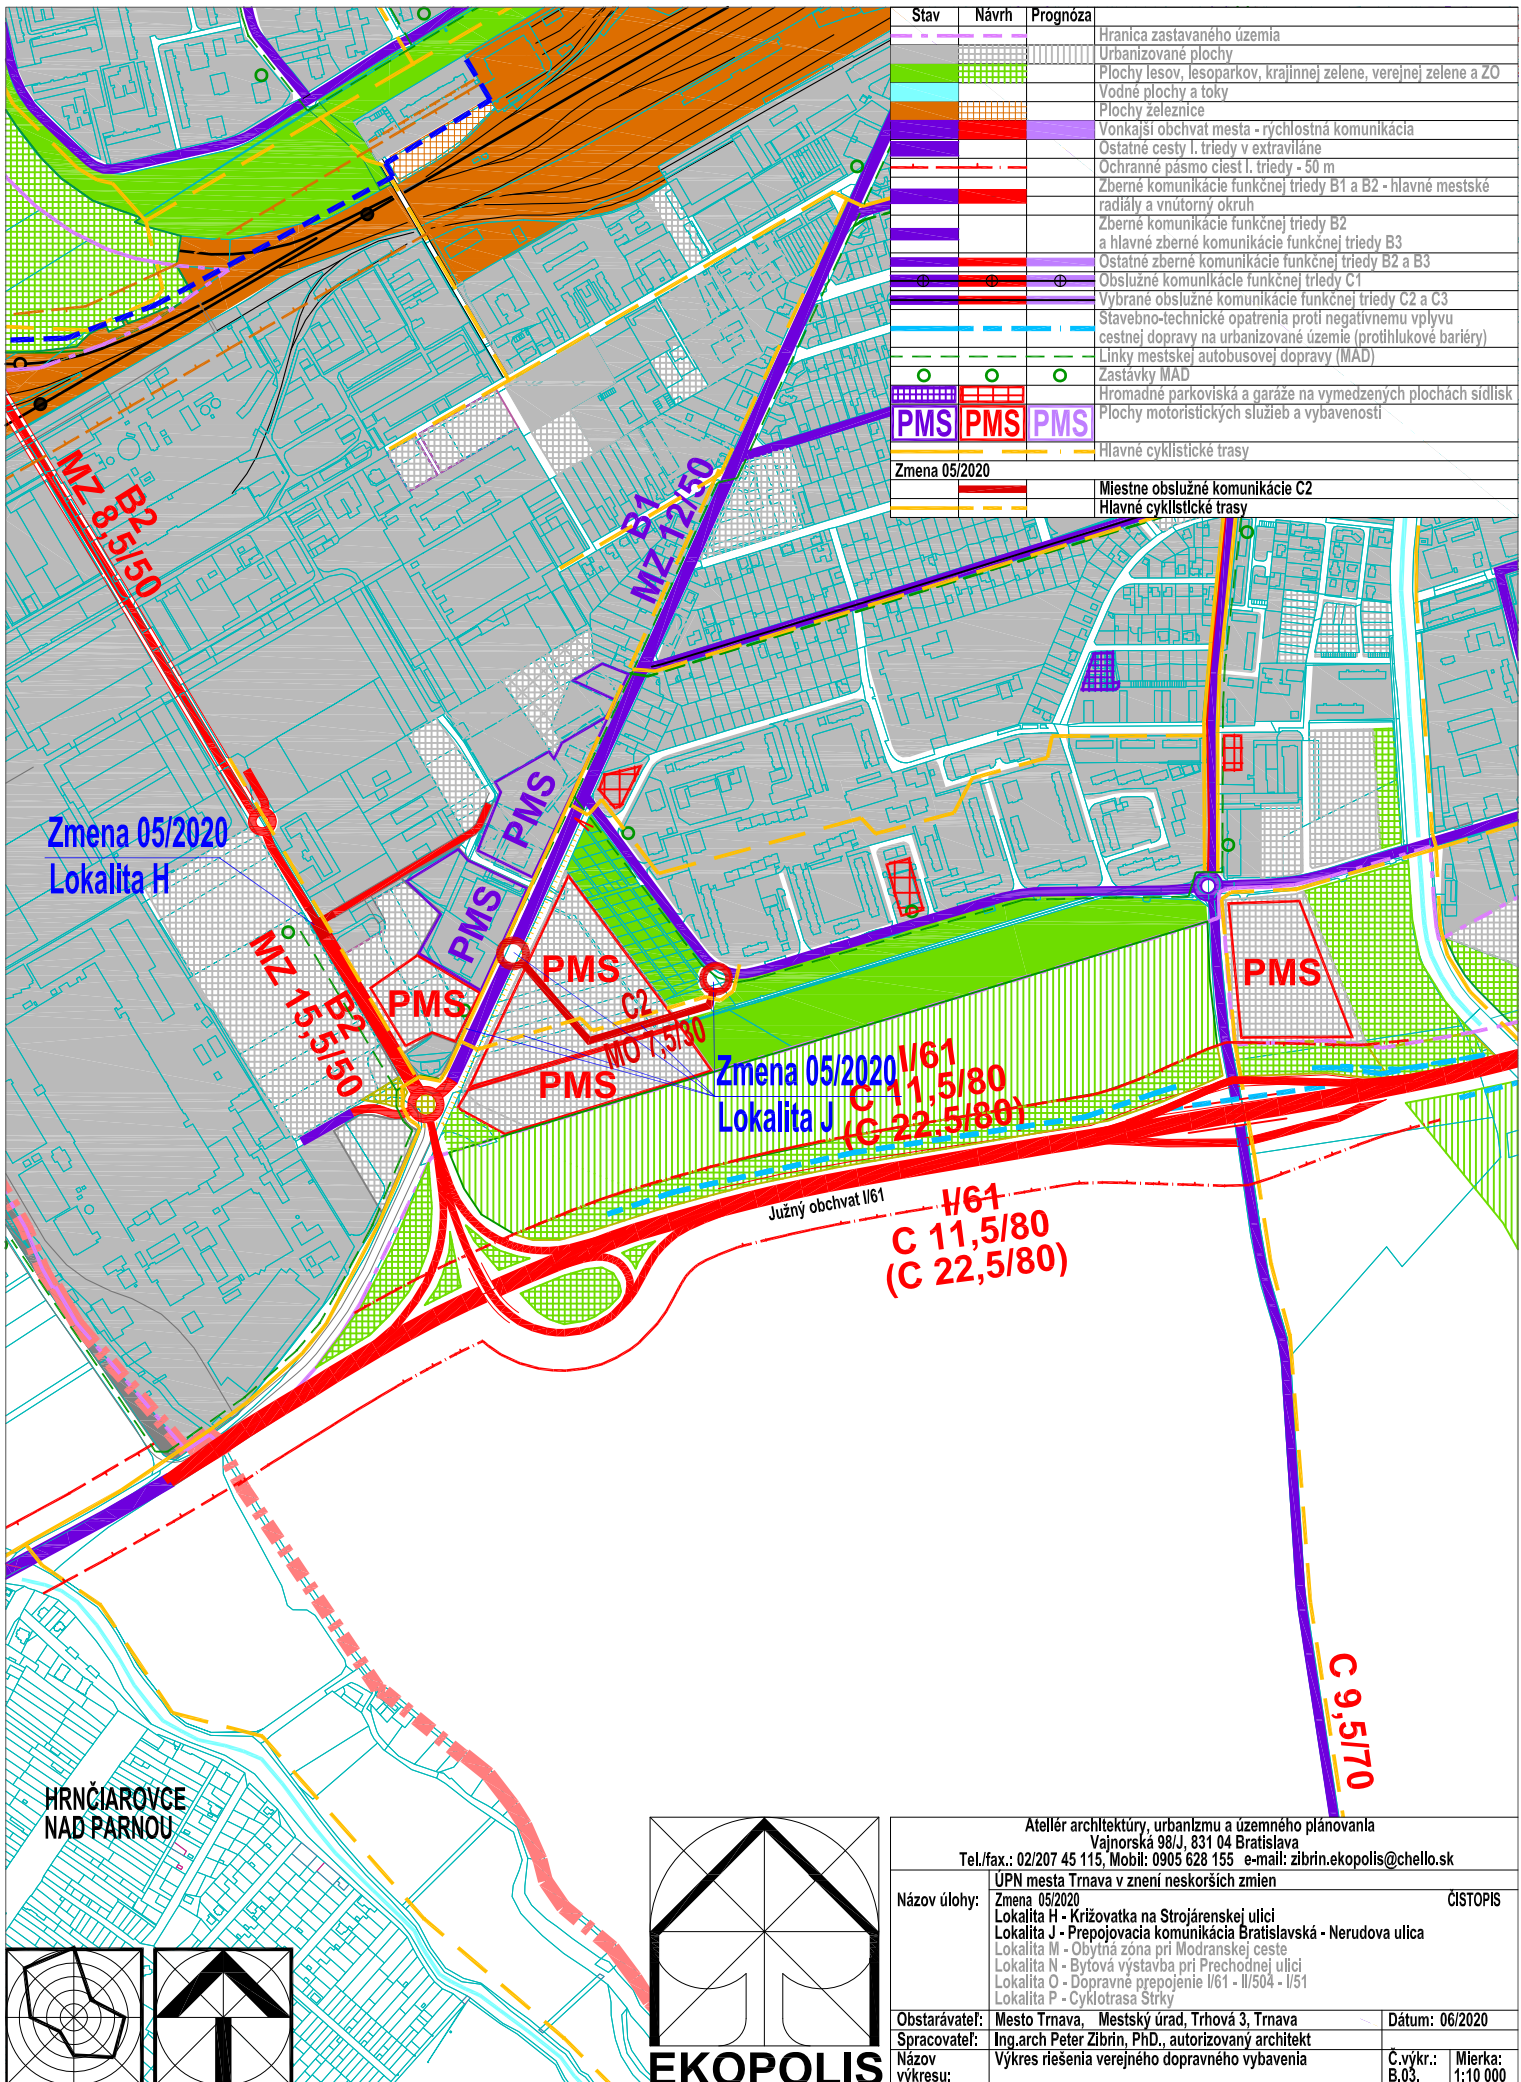 Stav Návrh Prognóza
Hranica zastavaného územia
Urbanizované plochy
Plochy lesov, lesoparkov, krajinnej zelene, verejnej zelene a ZO
Vodné plochy a toky
Plochy železnice
Vonkajší obchvat mesta - rýchlostná komunikácia
Ostatné cesty I. triedy v extraviláne
Ochranné pásmo ciest I. triedy - 50 m
Zberné komunikácie funkčnej triedy B1 a B2 - hlavné mestské
radiály a vnútorný okruh
Zberné komunikácie funkčnej triedy B2
a hlavné zberné komunikácie funkčnej triedy B3
Ostatné zberné komunikácie funkčnej triedy B2 a B3
Obslužné komunikácie funkčnej triedy C1
Vybrané obslužné komunikácie funkčnej triedy C2 a C3
Stavebno-technické opatrenia proti negatívnemu vplyvu
cestnej dopravy na urbanizované územie (protihlukové bariéry)
Linky mestskej autobusovej dopravy (MAD)
Zastávky MAD
Hromadné parkoviská a garáže na vymedzených plochách sídlisk
PMS PMS PMS Plochy motoristických služieb a vybavenosti
Hlavné cyklistické trasy
Zmena 05/2020
Miestne obslužné komunikácie C2
Hlavné cyklistické trasy
B2
MZ 8,5/50
B1
MZ 12/50
Zmena 05/2020
Lokalita H
PMS
PMS
B2
MZ 15,5/50
PMS
PMS
C2
MO 7,5/30
PMS
PMS
Zmena 05/2020
Lokalita J
I/61
C 11,5/80
(C 22,5/80)
Južný obchvat I/61
I/61
C 11,5/80
(C 22,5/80)
C 9,5/70
HRNČIAROVCE
NAD PARNOU
EKOPOLIS
Ateliér architektúry, urbanizmu a územného plánovania
Vajnorská 98/J, 831 04 Bratislava
Tel./fax.: 02/207 45 115, Mobil: 0905 628 155 e-mail: zibrin.ekopolis@chello.sk
Názov úlohy: ÚPN mesta Trnava v znení neskorších zmien
Zmena 05/2020 ČISTOPIS
Lokalita H - Križovatka na Strojárenskej ulici
Lokalita J - Prepojovacia komunikácia Bratislavská - Nerudova ulica
Lokalita M - Obytná zóna pri Modranskej ceste
Lokalita N - Bytová výstavba pri Prechodnej ulici
Lokalita O - Dopravné prepojenie I/61 - II/504 - I/51
Lokalita P - Cyklotrasa Štrky
Obstarávateľ: Mesto Trnava, Mestský úrad, Trhová 3, Trnava Dátum: 06/2020
Spracovateľ: Ing.arch Peter Zibrin, PhD., autorizovaný architekt
Názov výkresu: Výkres riešenia verejného dopravného vybavenia Č.výkr.: B.03. Mierka: 1:10 000